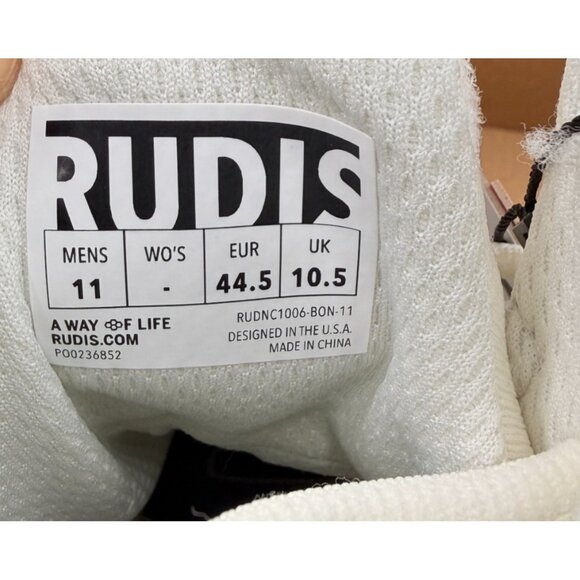 RUDIS
MENS WO'S EUR UK
11 - 44.5 10.5
A WAY OF LIFE
RUDIS.COM
PO0236852
RUDNC1006-BON-11
DESIGNED IN THE U.S.A.
MADE IN CHINA